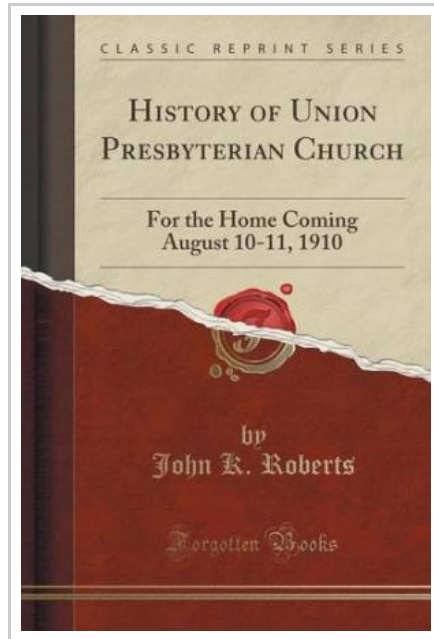 CLASSIC REPRINT SERIES
HISTORY OF UNION
PRESBYTERIAN CHURCH
For the Home Coming
August 10-11, 1910
by
John K. Roberts
Forgotten Books